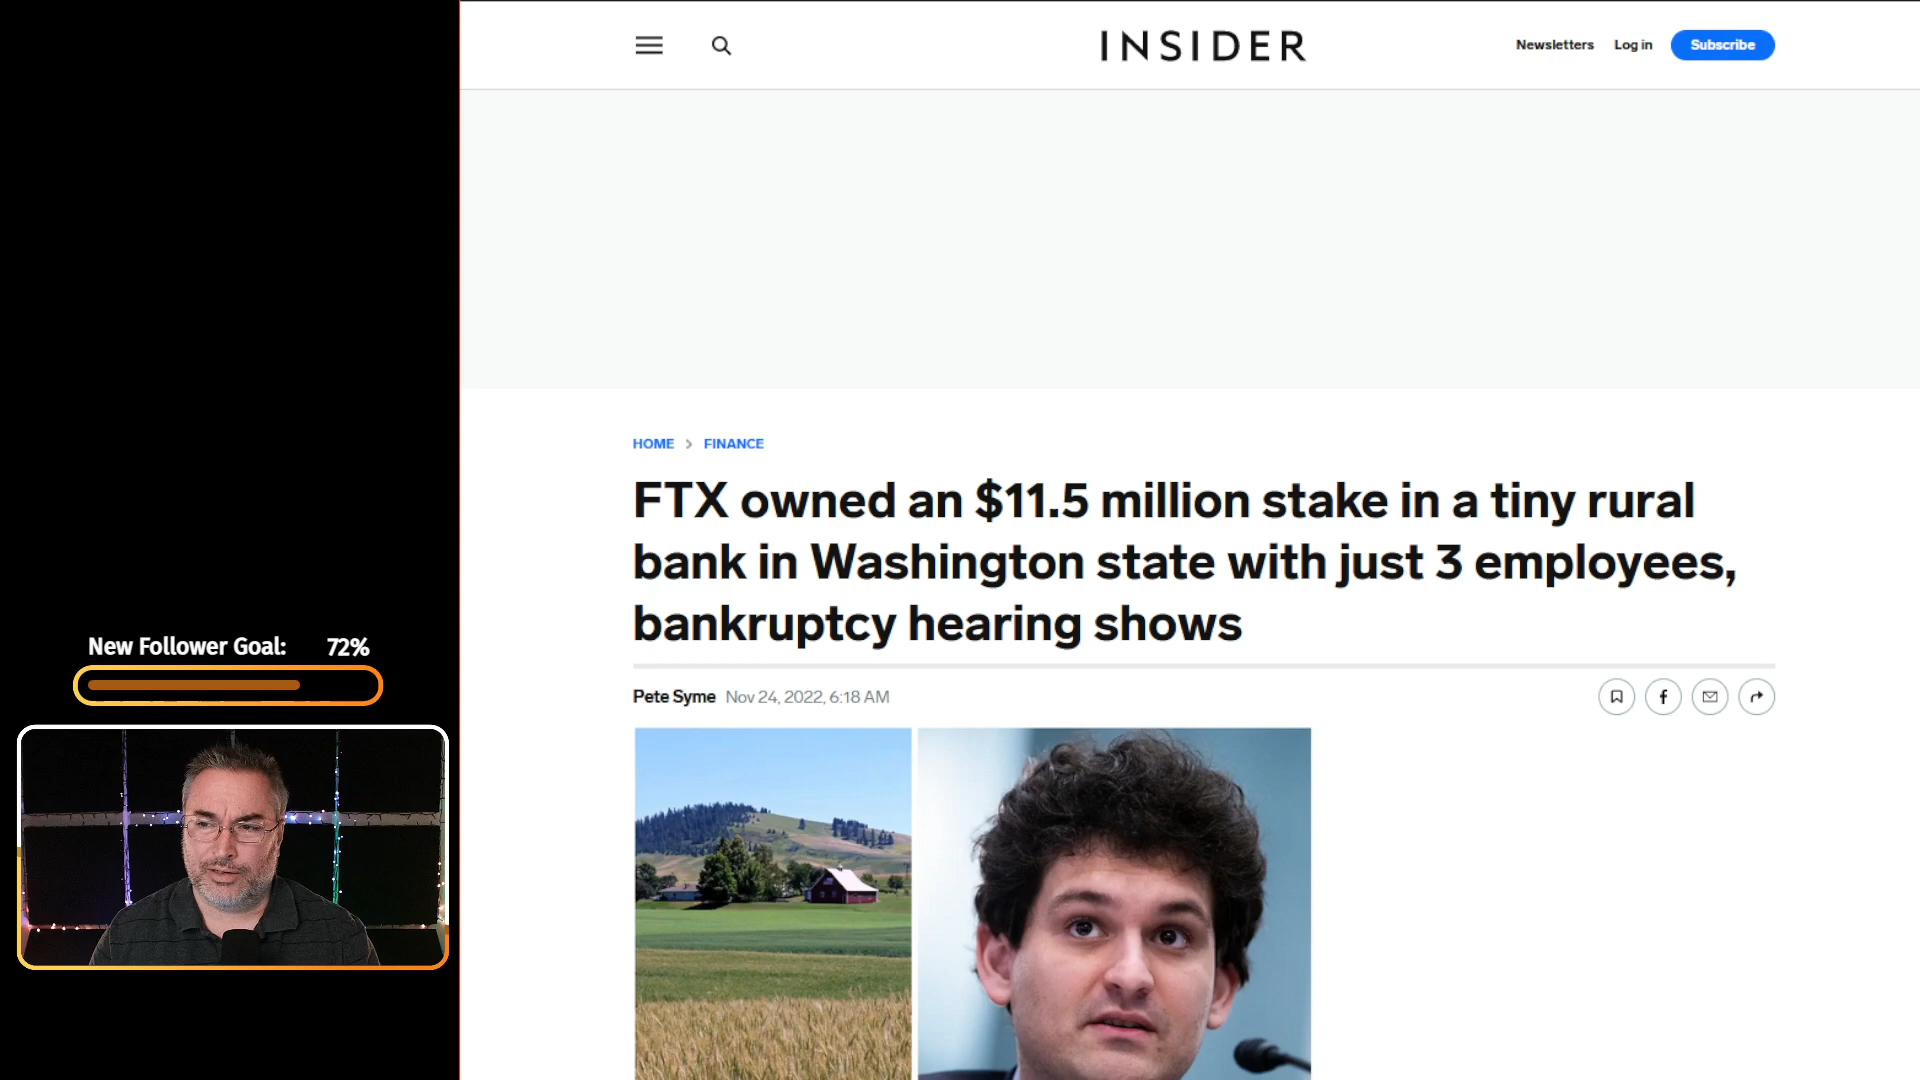 INSIDER
Newsletters Log in Subscribe
HOME > FINANCE
FTX owned an $11.5 million stake in a tiny rural
bank in Washington state with just 3 employees,
bankruptcy hearing shows
Pete Syme Nov 24, 2022, 6:18 AM
New Follower Goal: 72%